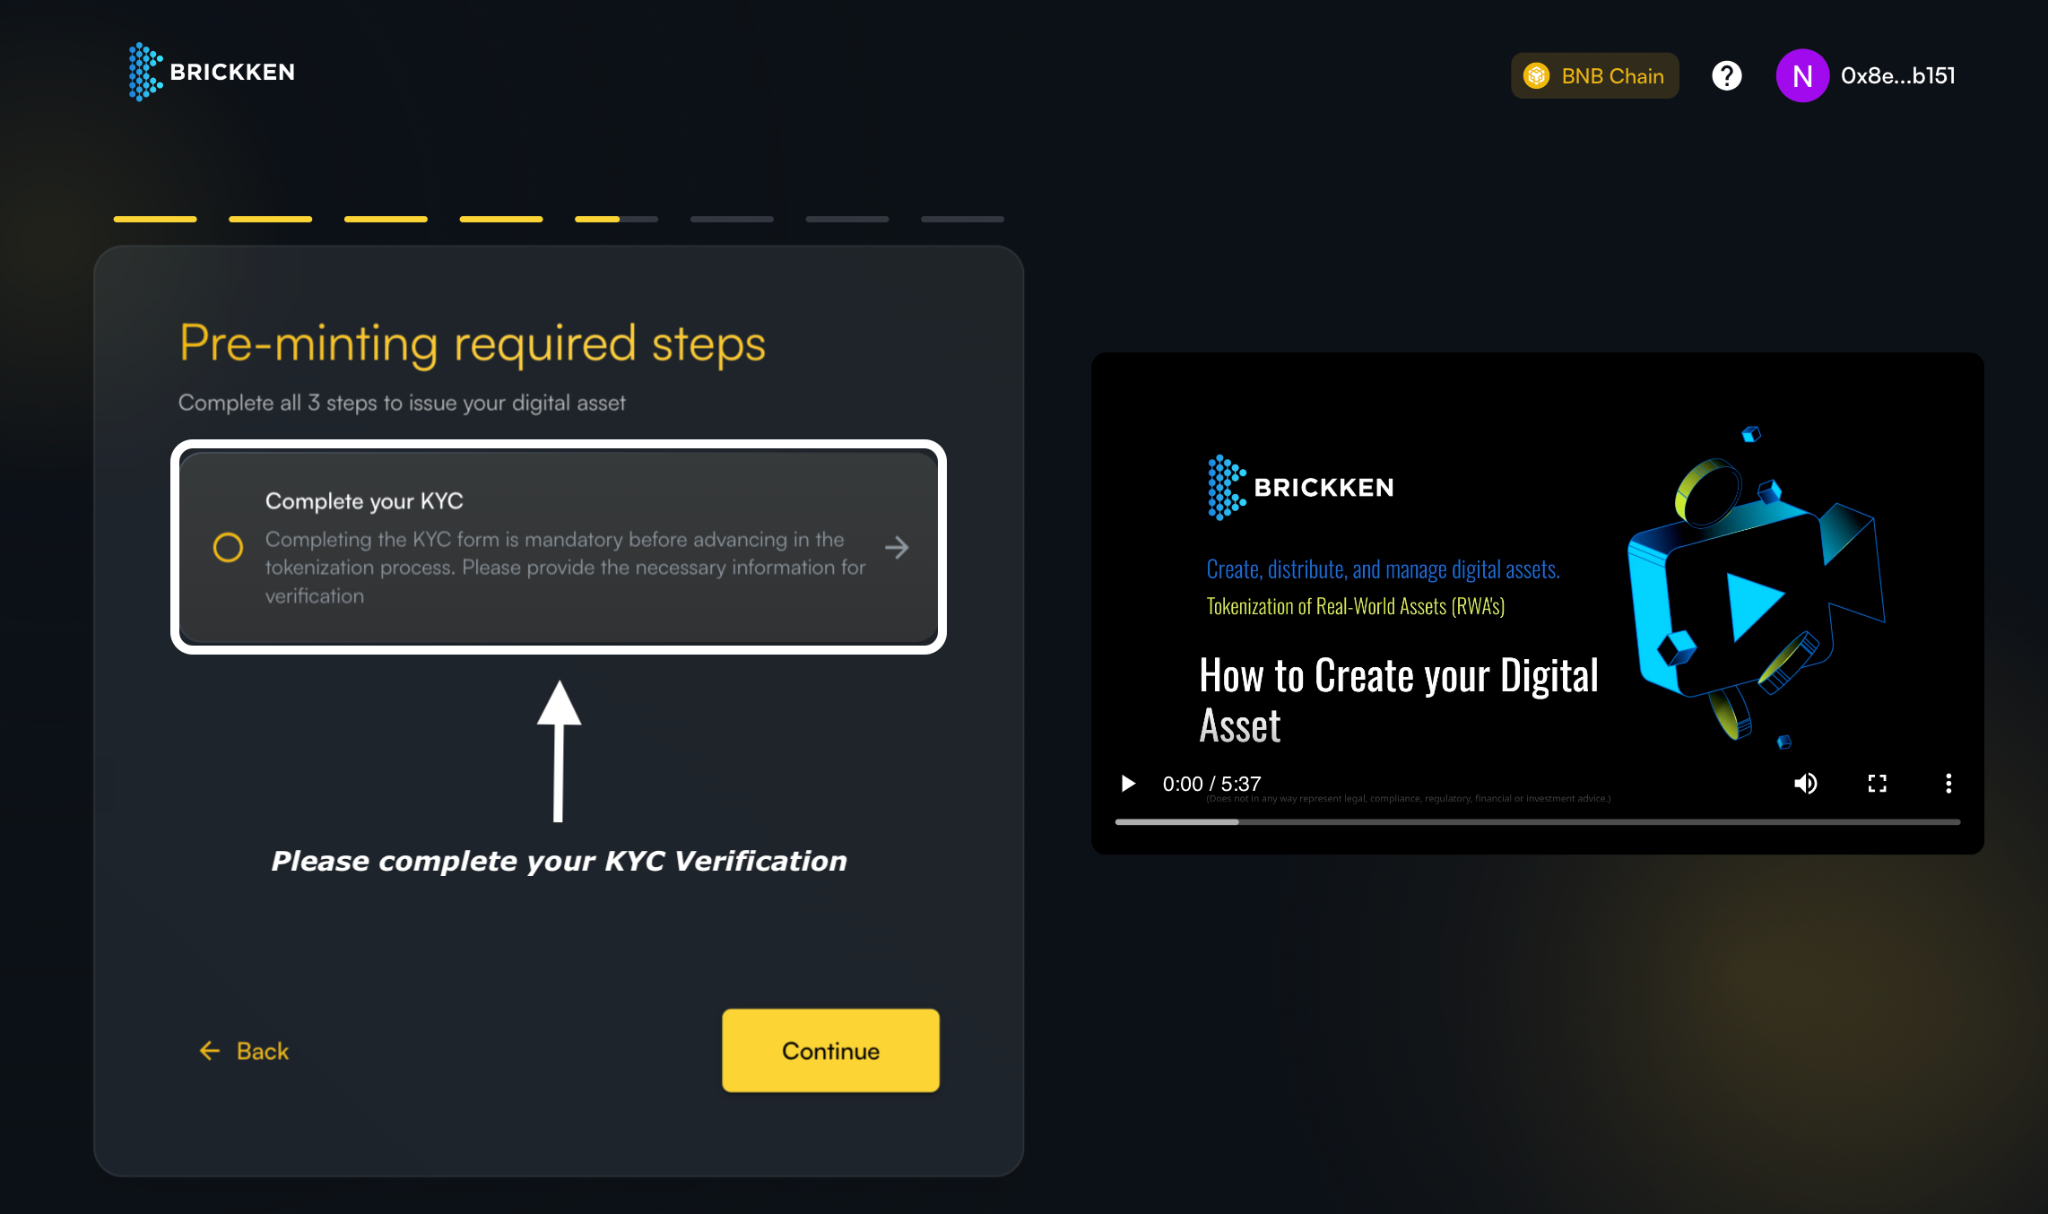 BRICKKEN
BNB Chain
?
N
0x8e...b151
Pre-minting required steps
Complete all 3 steps to issue your digital asset
Complete your KYC
Completing the KYC form is mandatory before advancing in the
tokenization process. Please provide the necessary information for
verification
Please complete your KYC Verification
Back
Continue
BRICKKEN
Create, distribute, and manage digital assets.
Tokenization of Real-World Assets (RWA's)
How to Create your Digital
Asset
0:00 / 5:37
(Does not in any way represent legal, compliance, regulatory, financial or investment advice.)